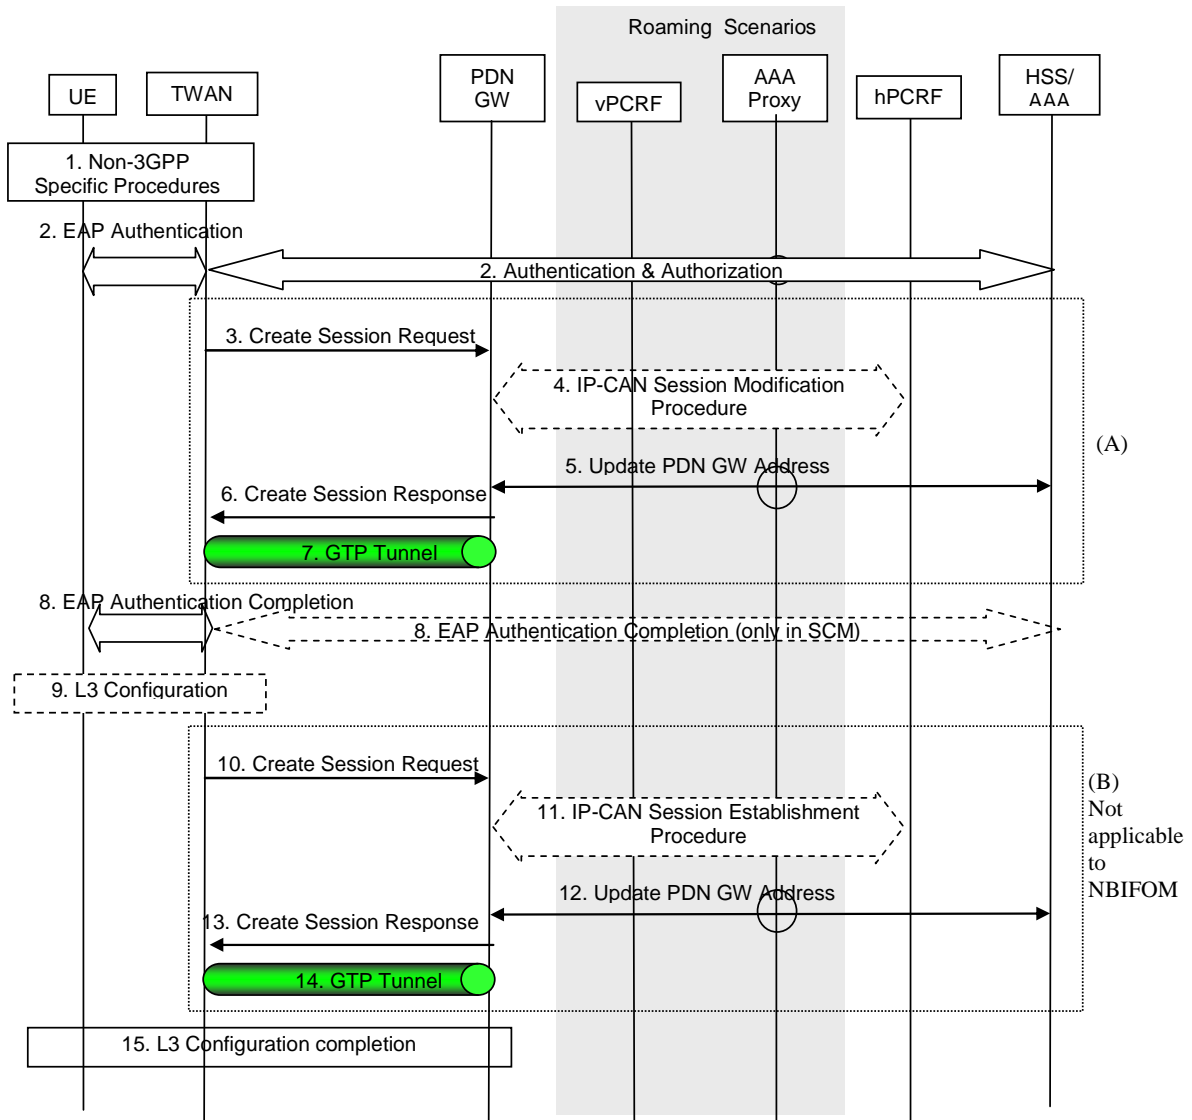 Roaming Scenarios
UE
TWAN
PDN
GW
vPCRF
AAA
Proxy
hPCRF
HSS/
AAA
1. Non-3GPP
Specific Procedures
2. EAP Authentication
2. Authentication & Authorization
3. Create Session Request
4. IP-CAN Session Modification
Procedure
(A)
5. Update PDN GW Address
6. Create Session Response
7. GTP Tunnel
8. EAP Authentication Completion
8. EAP Authentication Completion (only in SCM)
9. L3 Configuration
10. Create Session Request
(B)
Not
applicable
to
NBIFOM
11. IP-CAN Session Establishment
Procedure
12. Update PDN GW Address
13. Create Session Response
14. GTP Tunnel
15. L3 Configuration completion